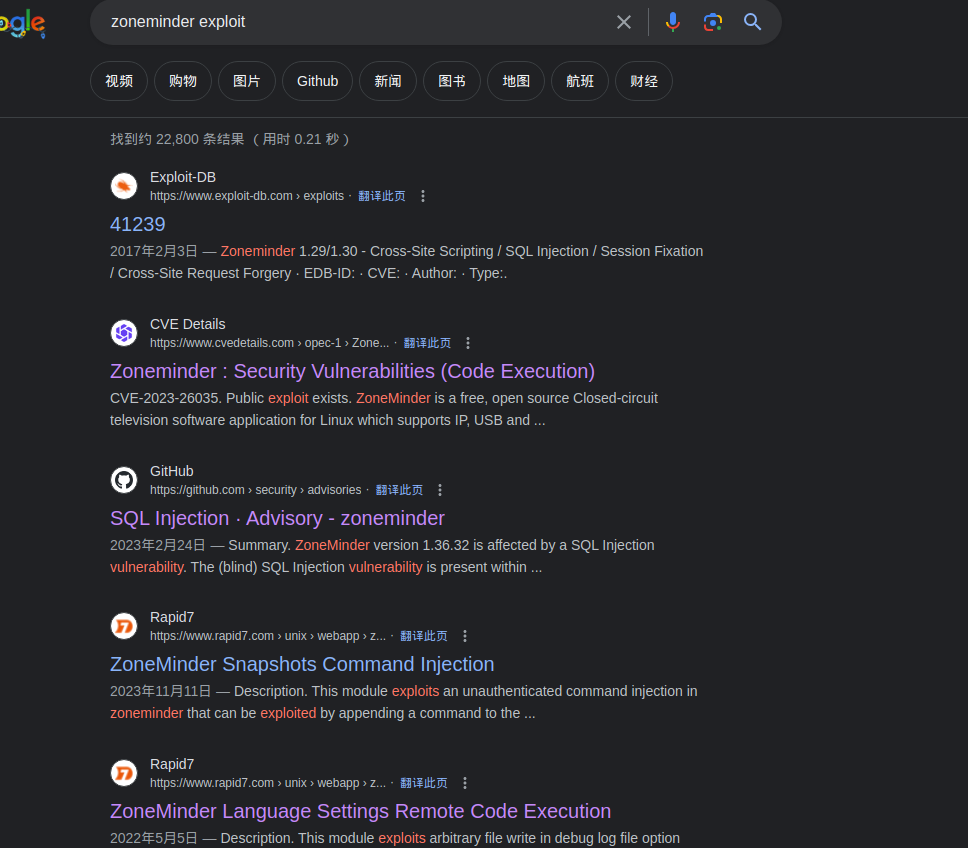 ogle
zoneminder exploit
视频 购物 图片 Github 新闻 图书 地图 航班 财经
找到约 22,800 条结果 （用时 0.21 秒）
Exploit-DB
https://www.exploit-db.com › exploits · 翻译此页
41239
2017年2月3日 — Zoneminder 1.29/1.30 - Cross-Site Scripting / SQL Injection / Session Fixation
/ Cross-Site Request Forgery · EDB-ID: · CVE: · Author: · Type:.
CVE Details
https://www.cvedetails.com › opec-1 › Zone... · 翻译此页
Zoneminder : Security Vulnerabilities (Code Execution)
CVE-2023-26035. Public exploit exists. ZoneMinder is a free, open source Closed-circuit
television software application for Linux which supports IP, USB and ...
GitHub
https://github.com › security › advisories · 翻译此页
SQL Injection · Advisory - zoneminder
2023年2月24日 — Summary. ZoneMinder version 1.36.32 is affected by a SQL Injection
vulnerability. The (blind) SQL Injection vulnerability is present within ...
Rapid7
https://www.rapid7.com › unix › webapp › z... · 翻译此页
ZoneMinder Snapshots Command Injection
2023年11月11日 — Description. This module exploits an unauthenticated command injection in
zoneminder that can be exploited by appending a command to the ...
Rapid7
https://www.rapid7.com › unix › webapp › z... · 翻译此页
ZoneMinder Language Settings Remote Code Execution
2022年5月5日 — Description. This module exploits arbitrary file write in debug log file option